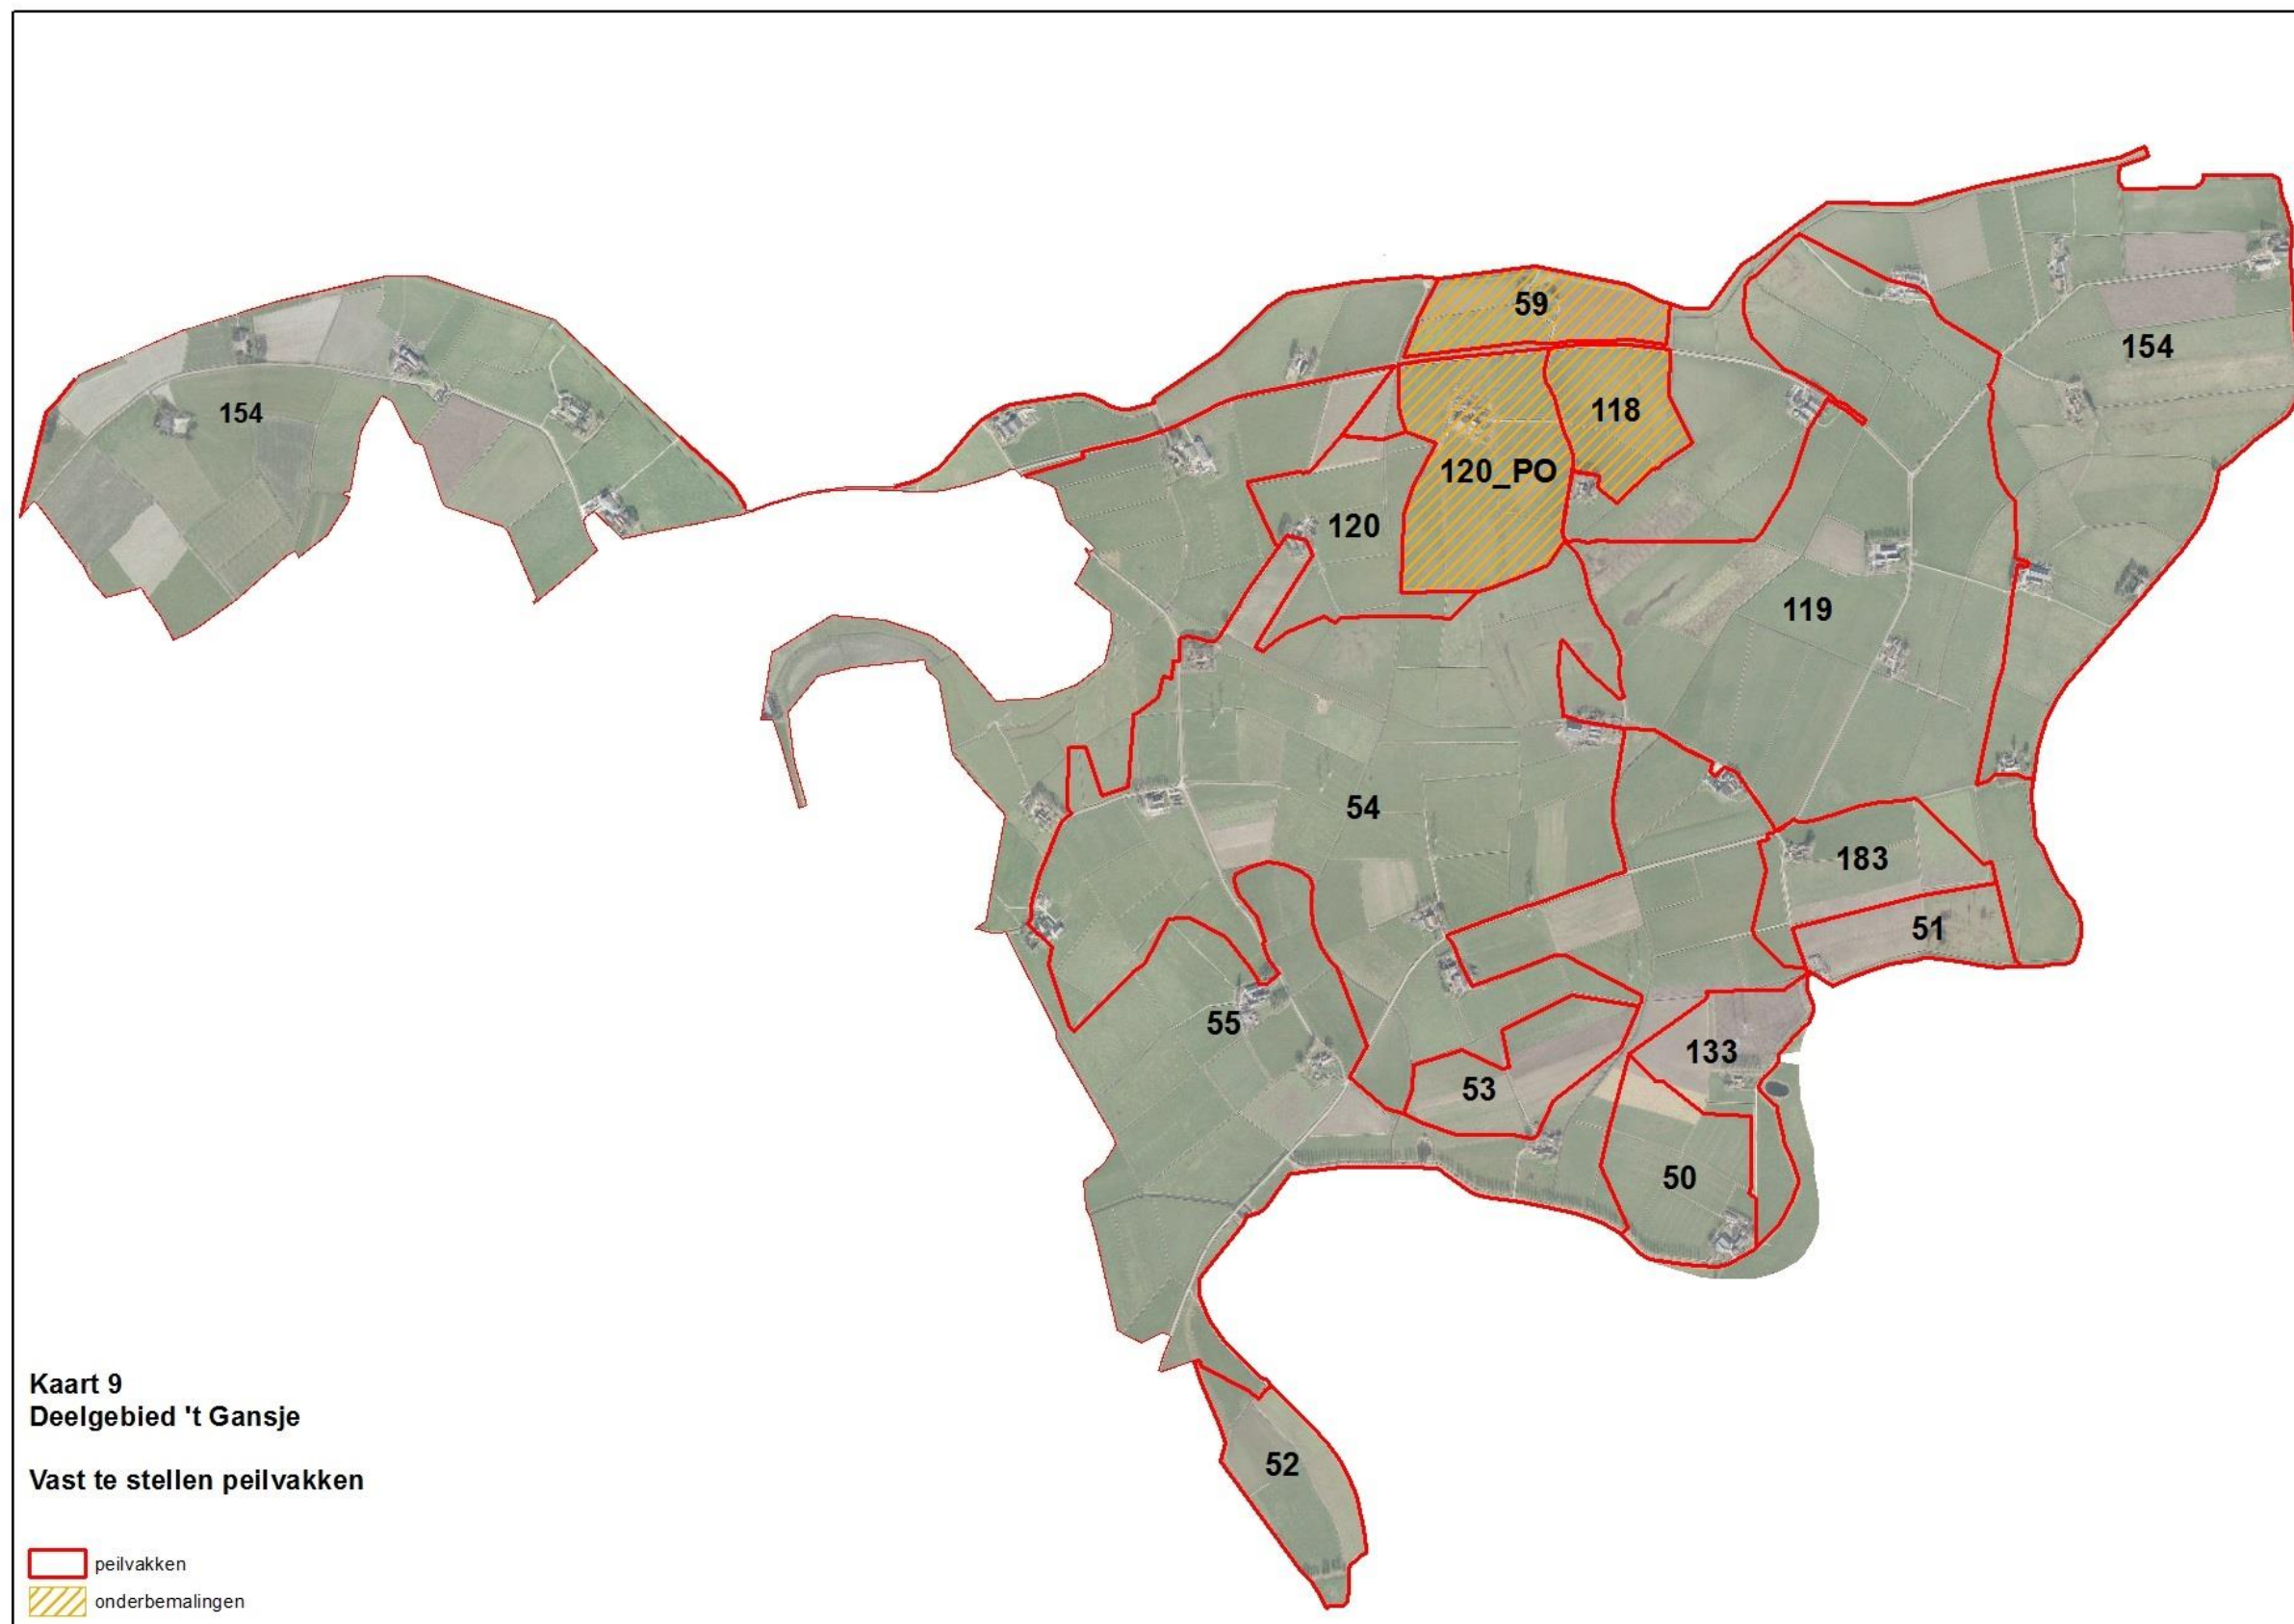 59
154
154
118
120_PO
120
119
54
183
51
55
133
53
50
52
Kaart 9
Deelgebied 't Gansje
Vast te stellen peilvakken
peilvakken
onderbemalingen